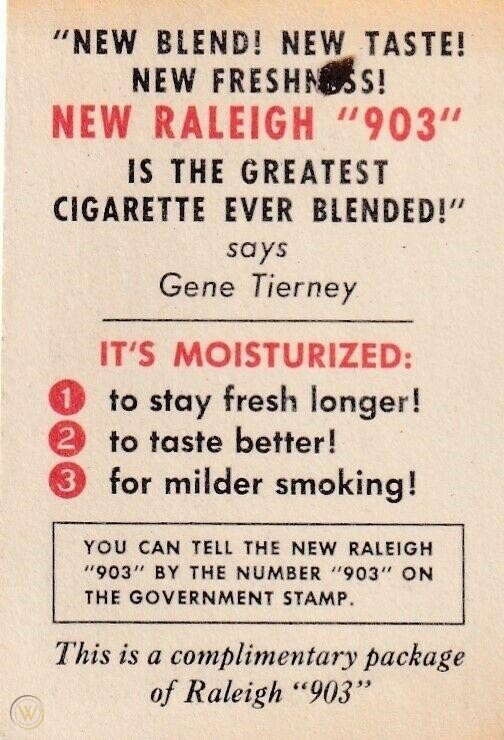 "NEW BLEND! NEW TASTE!
NEW FRESHNESS!
NEW RALEIGH "903"
IS THE GREATEST
CIGARETTE EVER BLENDED!"
says
Gene Tierney
IT'S MOISTURIZED:
1 to stay fresh longer!
2 to taste better!
3 for milder smoking!
YOU CAN TELL THE NEW RALEIGH
"903" BY THE NUMBER "903" ON
THE GOVERNMENT STAMP.
This is a complimentary package
of Raleigh "903"
W